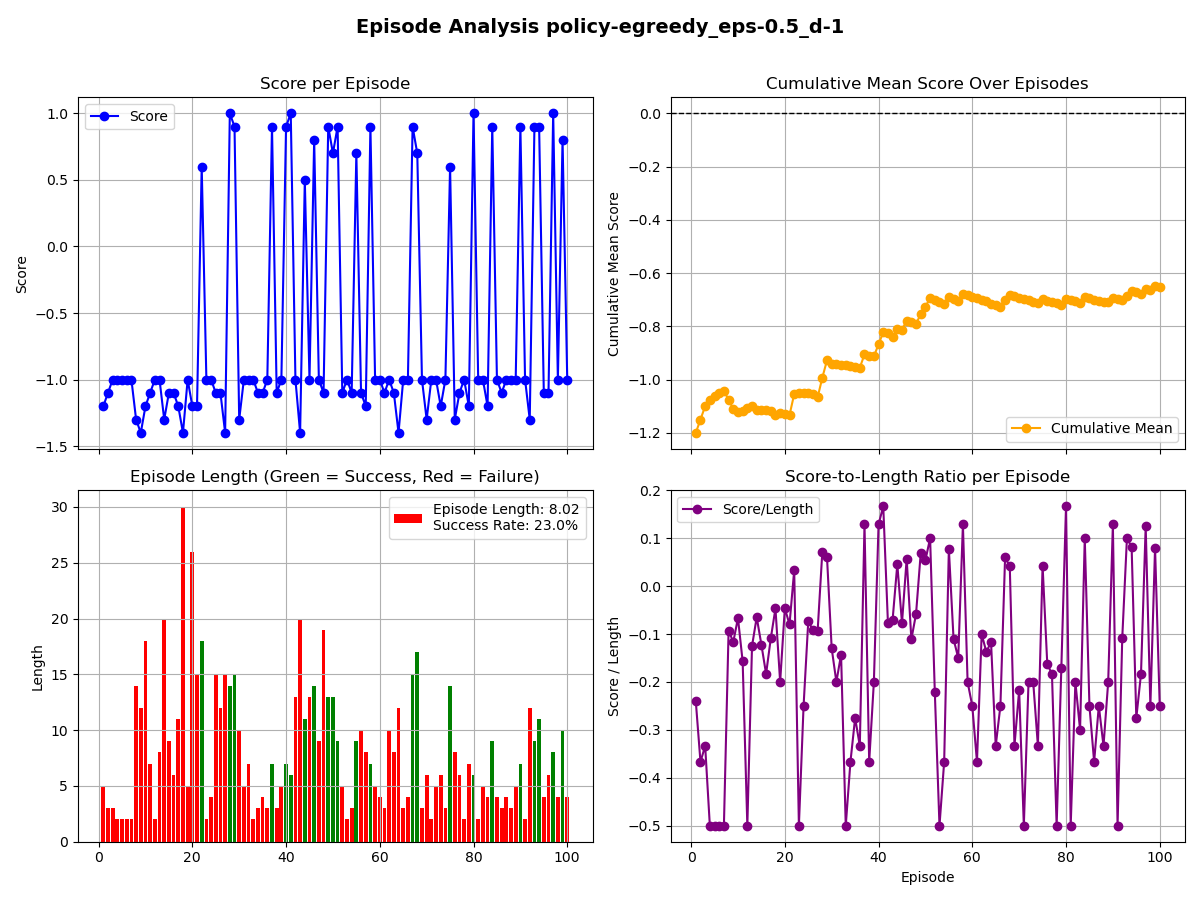 Episode Analysis policy-egreedy_eps-0.5_d-1
Score per Episode
1.0
0.5
0.0
−0.5
−1.0
−1.5
Score
Score
Cumulative Mean Score Over Episodes
0.0
−0.2
−0.4
−0.6
−0.8
−1.0
−1.2
Cumulative Mean Score
Cumulative Mean
Episode Length (Green = Success, Red = Failure)
30
25
20
15
10
5
0
Length
Episode Length: 8.02
Success Rate: 23.0%
0 20 40 60 80 100
Score-to-Length Ratio per Episode
0.2
0.1
0.0
−0.1
−0.2
−0.3
−0.4
−0.5
Score / Length
Score/Length
0 20 40 60 80 100
Episode